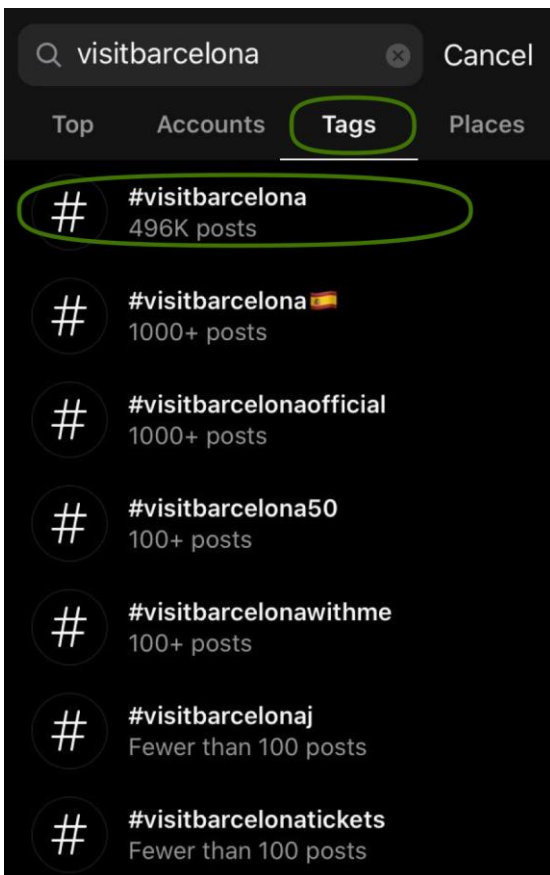 visitbarcelona Cancel
Top Accounts Tags Places
# #visitbarcelona
496K posts
# #visitbarcelona🇪🇸
1000+ posts
# #visitbarcelonaofficial
1000+ posts
# #visitbarcelona50
100+ posts
# #visitbarcelonawithme
100+ posts
# #visitbarcelonaj
Fewer than 100 posts
# #visitbarcelonatickets
Fewer than 100 posts